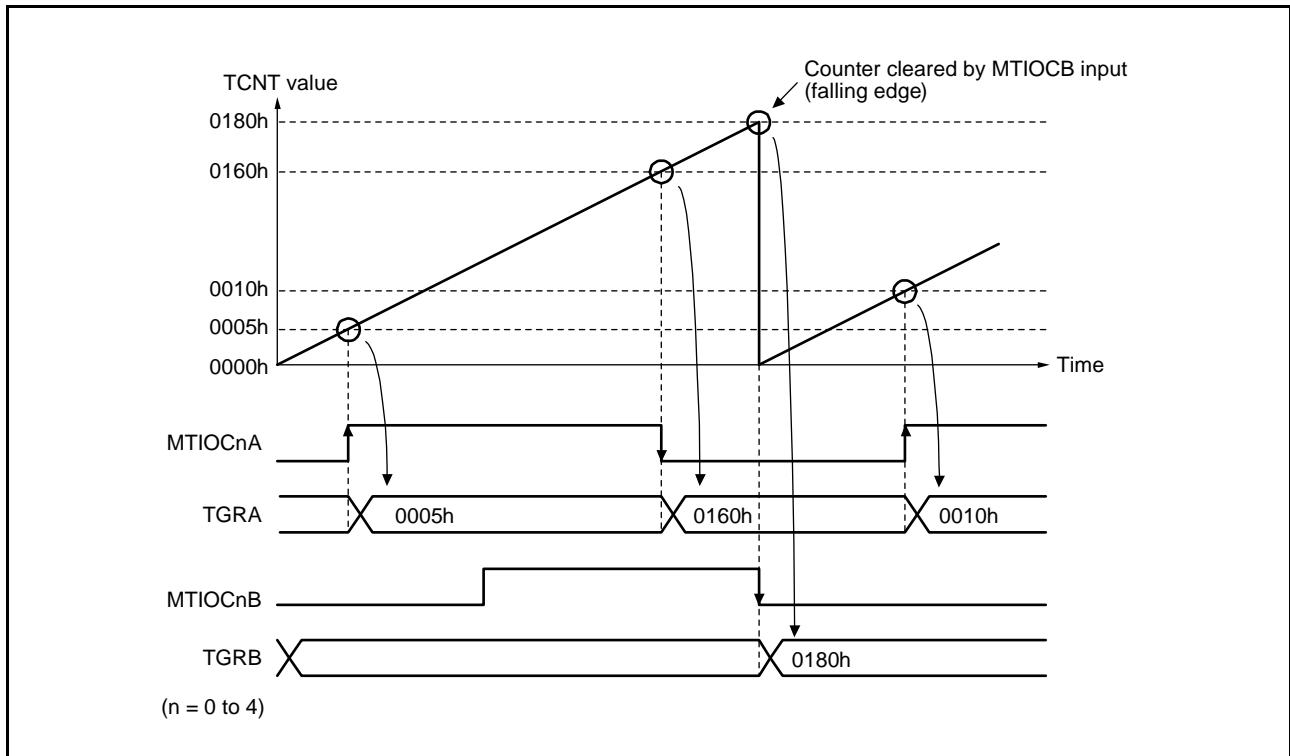 Counter cleared by MTIOCB input
(falling edge)
TCNT value
0180h
0160h
0010h
0005h
0000h
Time
MTIOCnA
TGRA
0005h
0160h
0010h
MTIOCnB
TGRB
0180h
(n = 0 to 4)